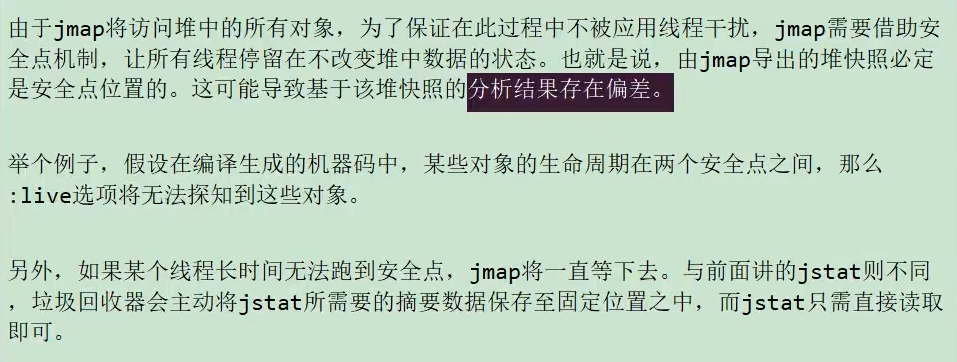 由于jmap将访问堆中的所有对象，为了保证在此过程中不被应用线程干扰，jmap需要借助安
全点机制，让所有线程停留在不改变堆中数据的状态。也就是说，由jmap导出的堆快照必定
是安全点位置的。这可能导致基于该堆快照的分析结果存在偏差。
举个例子，假设在编译生成的机器码中，某些对象的生命周期在两个安全点之间，那么
:live选项将无法探知到这些对象。
另外，如果某个线程长时间无法跑到安全点，jmap将一直等下去。与前面讲的jstat则不同
，垃圾回收器会主动将jstat所需要的摘要数据保存至固定位置之中，而jstat只需直接读取
即可。